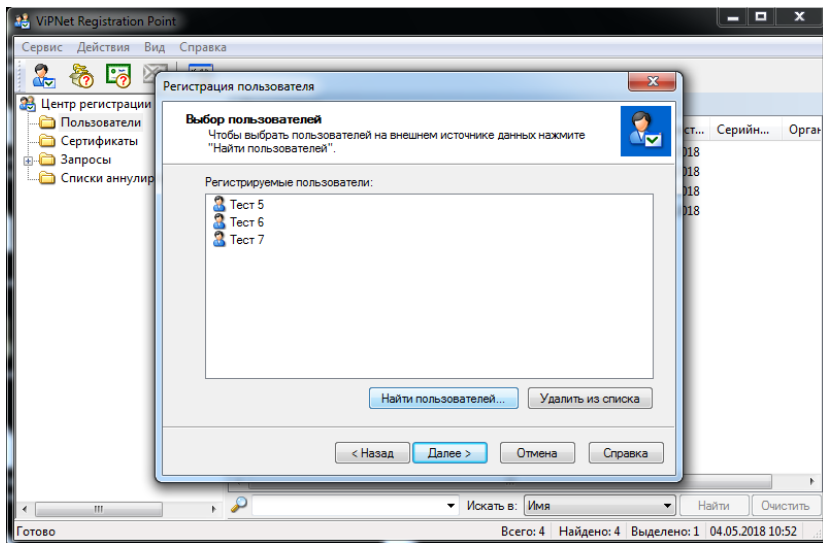 ViPNet Registration Point
Сервис Действия Вид Справка
Регистрация пользователя
Центр регистрации
Пользователи
Сертификаты
Запросы
Списки аннулир
Выбор пользователей
Чтобы выбрать пользователей на внешнем источнике данных нажмите
"Найти пользователей".
ст... Серийн... Орган
018
018
018
018
Регистрируемые пользователи:
Тест 5
Тест 6
Тест 7
Найти пользователей... Удалить из списка
< Назад Далее > Отмена Справка
Искать в: Имя Найти Очистить
Готово Всего: 4 Найдено: 4 Выделено: 1 04.05.2018 10:52